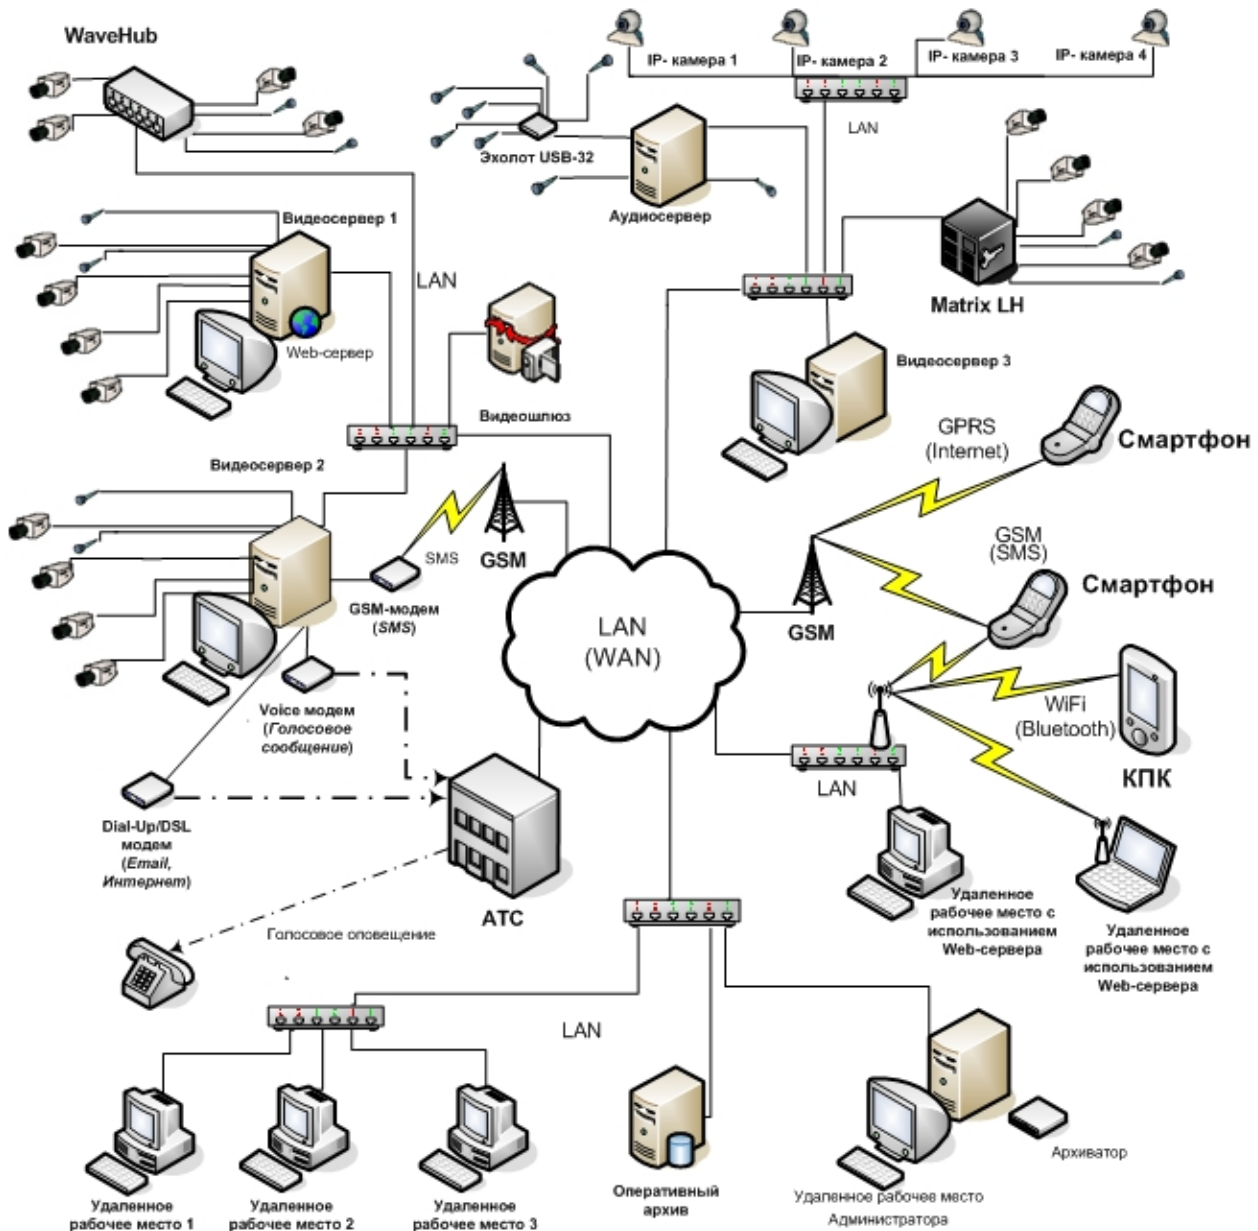 WaveHub
IP- камера 1
IP- камера 2
IP- камера 3
IP- камера 4
LAN
Эхолот USB-32
Аудиосервер
Видеосервер 1
LAN
Web-сервер
Matrix LH
Видеосервер 3
Видеошлюз
GPRS
(Internet)
Смартфон
Видеосервер 2
SMS
GSM
GSM-модем
(SMS)
GSM
(SMS)
Смартфон
GSM
LAN
(WAN)
Voice модем
(Голосовое
сообщение)
WiFi
(Bluetooth)
КПК
LAN
Dial-Up/DSL
модем
(Email,
Интернет)
АТС
Голосовое оповещение
Удаленное
рабочее место с
использованием
Web-сервера
Удаленное
рабочее место с
использованием
Web-сервера
LAN
Архиватор
Удаленное
рабочее место 1
Удаленное
рабочее место 2
Удаленное
рабочее место 3
Оперативный
архив
Удаленное рабочее место
Администратора